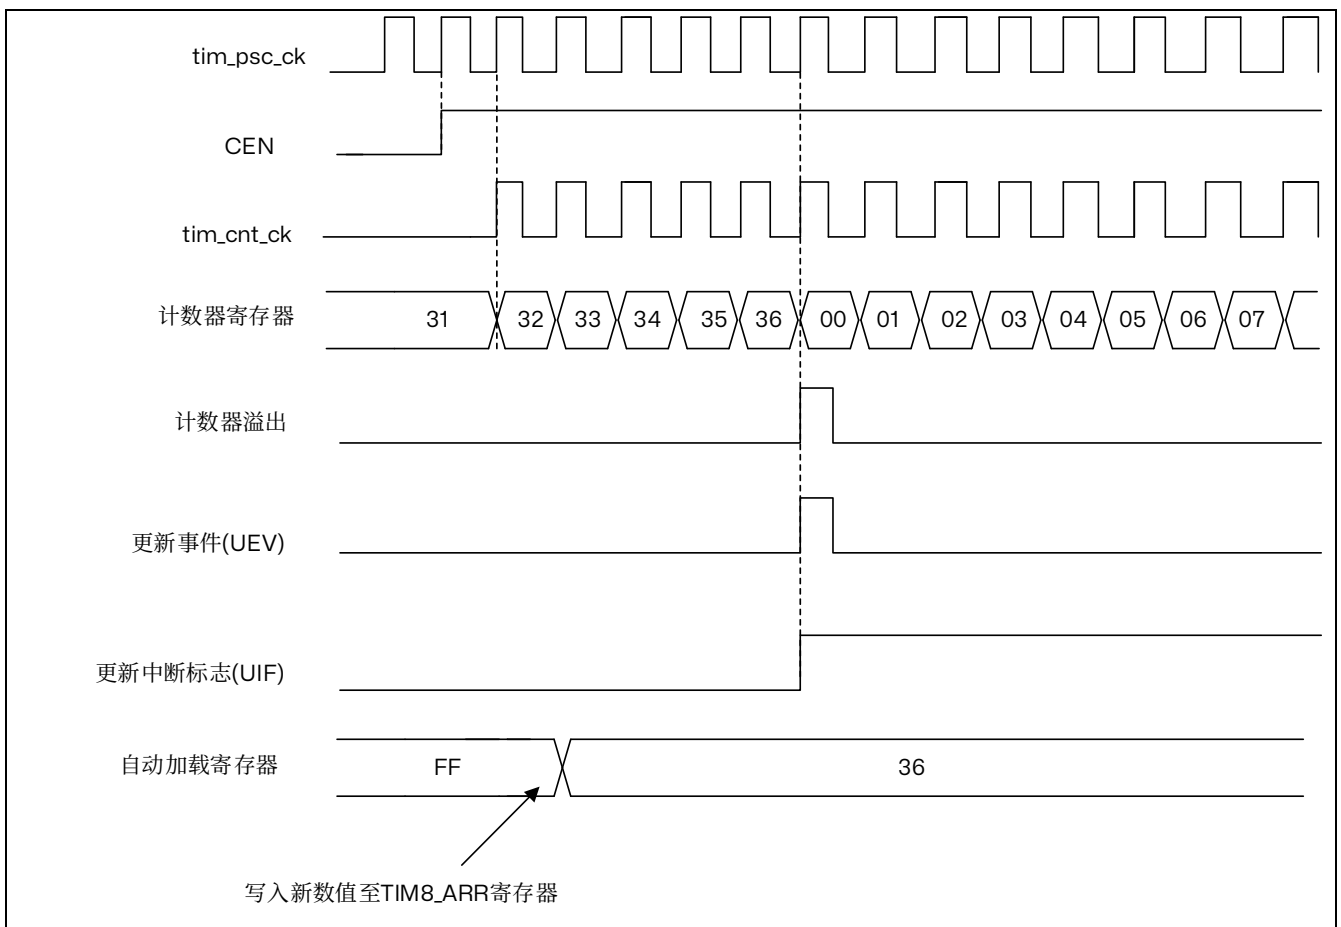 tim_psc_ck
CEN
tim_cnt_ck
计数器寄存器 31 32 33 34 35 36 00 01 02 03 04 05 06 07
计数器溢出
更新事件(UEV)
更新中断标志(UIF)
自动加载寄存器 FF 36
写入新数值至TIM8_ARR寄存器